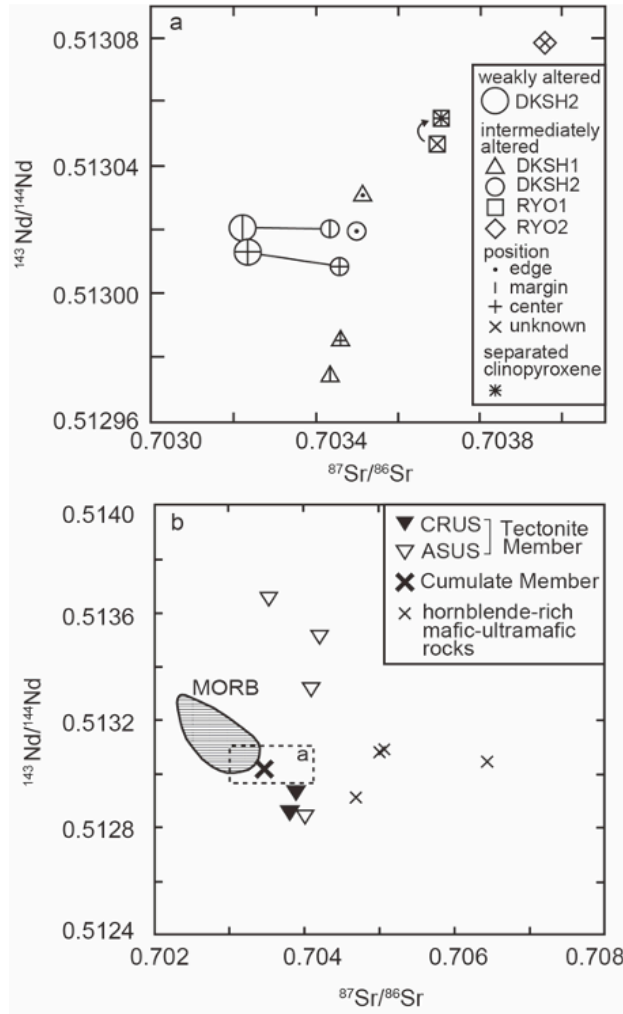 a
0.51308
0.51304
0.51300
0.51296
143Nd/144Nd
0.7030
0.7034
0.7038
87Sr/86Sr
weakly altered
DKSH2
intermediately
altered
DKSH1
DKSH2
RYO1
RYO2
position
edge
margin
center
unknown
separated
clinopyroxene
b
0.5140
0.5136
0.5132
0.5128
0.5124
143Nd/144Nd
0.702
0.704
0.706
0.708
87Sr/86Sr
CRUS
ASUS
Tectonite
Member
Cumulate Member
hornblende-rich
mafic-ultramafic
rocks
MORB
a